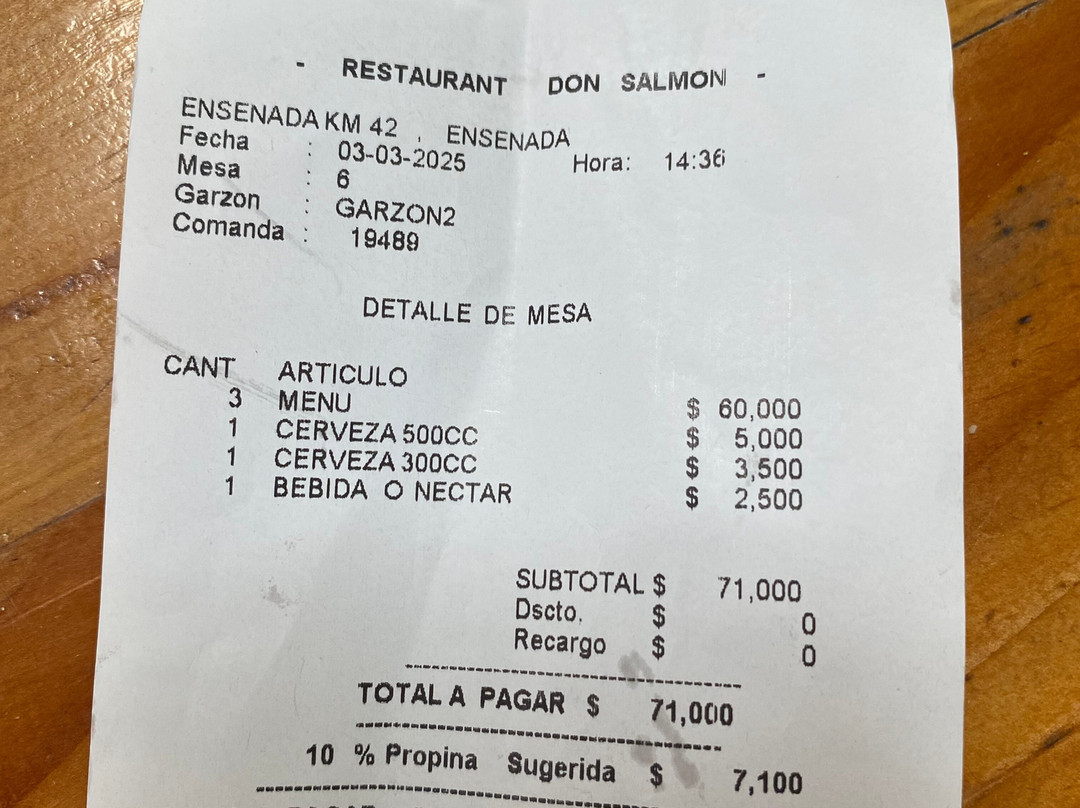 - RESTAURANT DON SALMON -
ENSENADA KM 42 , ENSENADA
Fecha : 03-03-2025 Hora: 14:36
Mesa : 6
Garzon : GARZON2
Comanda : 19489
DETALLE DE MESA
CANT ARTICULO
3 MENU $ 60,000
1 CERVEZA 500CC $ 5,000
1 CERVEZA 300CC $ 3,500
1 BEBIDA O NECTAR $ 2,500
SUBTOTAL $ 71,000
Dscto. $ 0
Recargo $ 0
TOTAL A PAGAR $ 71,000
10 % Propina Sugerida $ 7,100